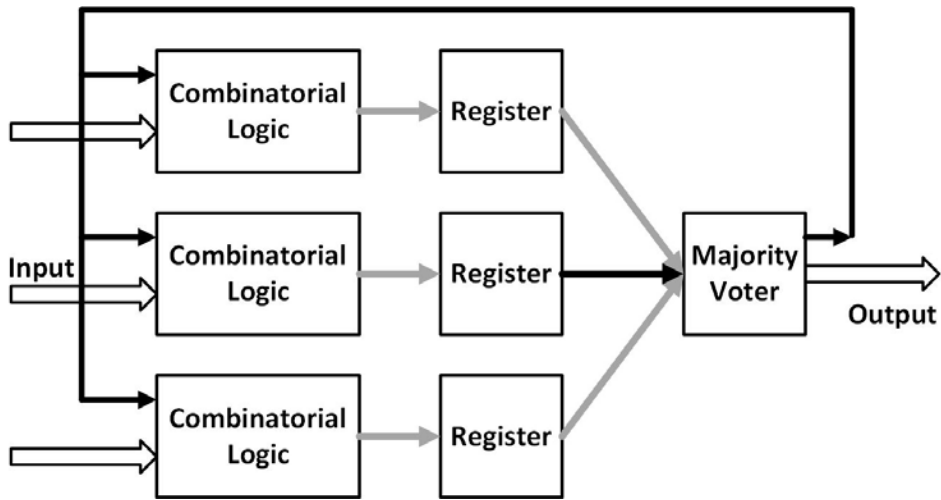 Combinatorial
Logic
Register
Input
Combinatorial
Logic
Register
Majority
Voter
Output
Combinatorial
Logic
Register